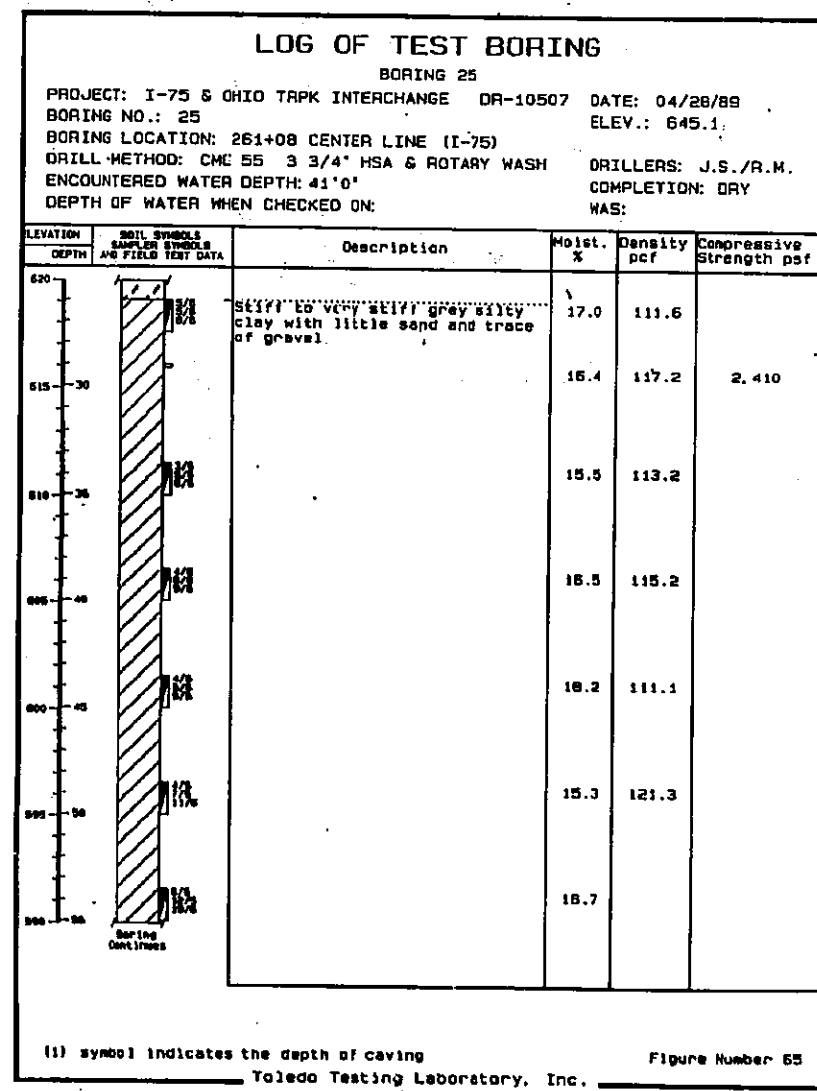 LOG OF TEST BORING
BORING 25
PROJECT: I-75 & OHIO TRPK INTERCHANGE DR-10507 DATE: 04/28/89
BORING NO.: 25 ELEV.: 645.1
BORING LOCATION: 261+08 CENTER LINE (I-75)
DRILL METHOD: CME 55 3 3/4" HSA & ROTARY WASH DRILLERS: J.S./R.M.
ENCOUNTERED WATER DEPTH: 41'0" COMPLETION: DRY
DEPTH OF WATER WHEN CHECKED ON: WAS:
ELEVATION DEPTH
SOIL SYMBOLS
SAMPLER SYMBOLS
AND FIELD TEST DATA
Description
Moist. %
Density pcf
Compressive Strength psf
620
Stiff to very stiff grey silty
clay with little sand and trace
of gravel
17.0 111.6
615 30 16.4 117.2 2,410
15.5 113.2
610 35
16.5 115.2
605 40
18.2 111.1
600 45
11/6
15.3 121.3
595 50
16.7
590
Boring
Continues
(1) symbol indicates the depth of caving Figure Number 65
Toledo Testing Laboratory, Inc.